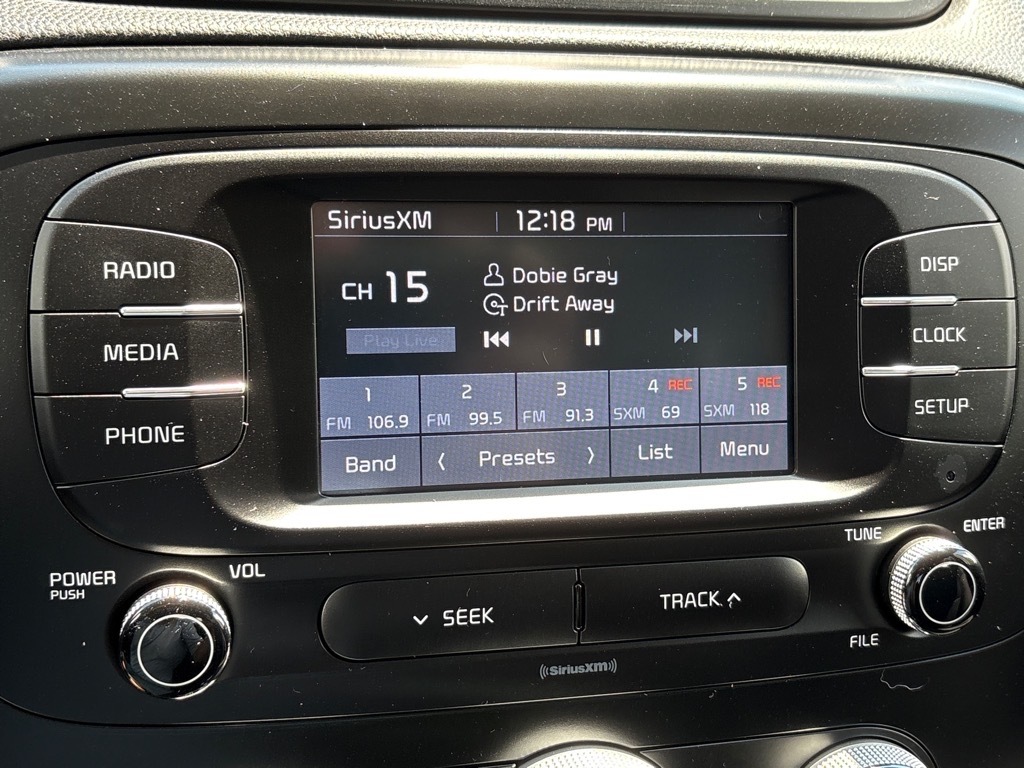 SiriusXM 12:18 PM
RADIO
MEDIA
PHONE
CH 15
Dobie Gray
Drift Away
Play Live
1
FM 106.9
2
FM 99.5
3
FM 91.3
4 REC
SXM 69
5 REC
SXM 118
Band
< Presets >
List
Menu
DISP
CLOCK
SETUP
POWER
PUSH
VOL
SEEK
TRACK
TUNE
ENTER
FILE
((SiriusXM))